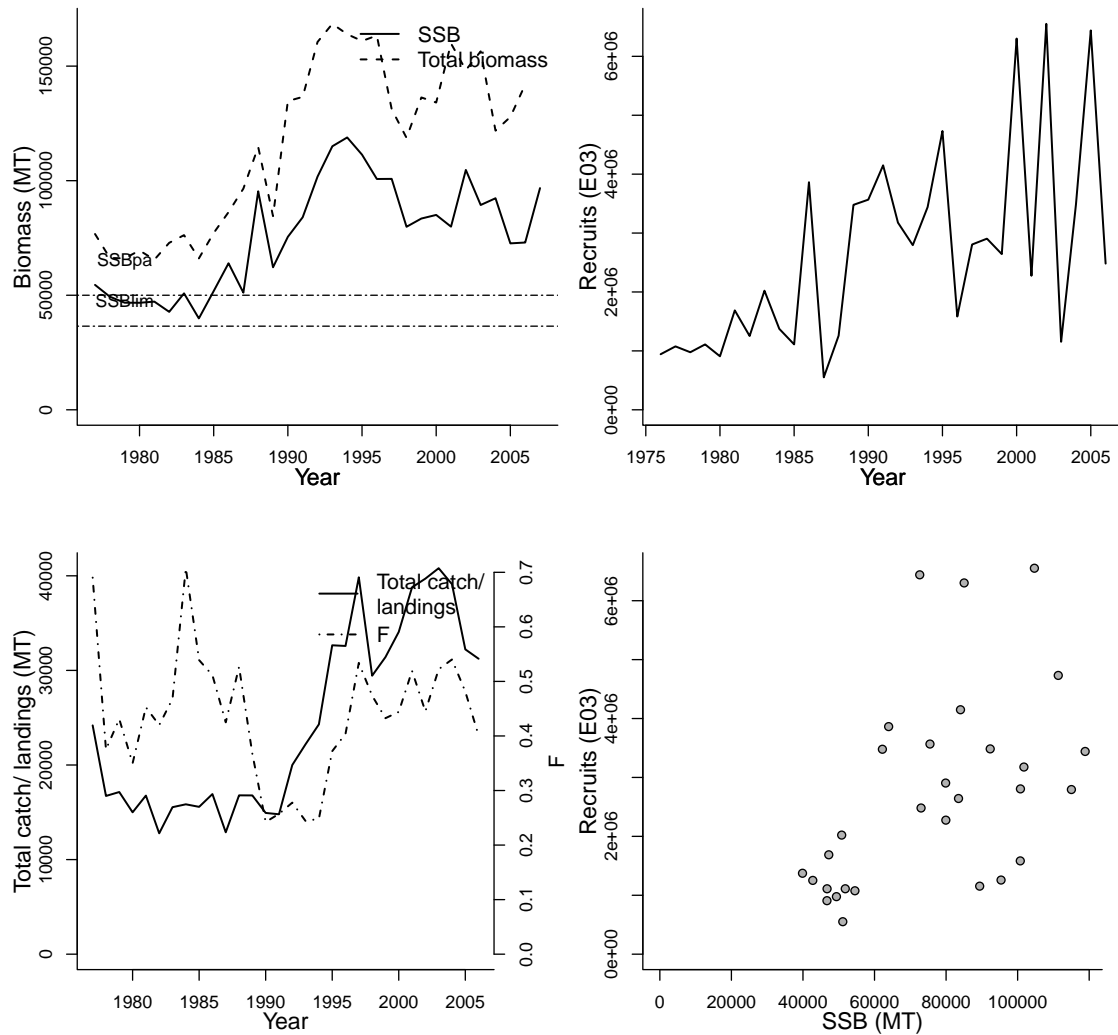 SSB
Total biomass
SSBpa
SSBlim
Biomass (MT)
0
50000
100000
150000
1980
1985
1990
1995
2000
2005
Year
Recruits (E03)
0e+00
2e+06
4e+06
6e+06
1975
1980
1985
1990
1995
2000
2005
Year
Total catch/
landings
F
Total catch/ landings (MT)
0
10000
20000
30000
40000
F
0.0
0.1
0.2
0.3
0.4
0.5
0.6
0.7
1980
1985
1990
1995
2000
2005
Year
Recruits (E03)
0e+00
2e+06
4e+06
6e+06
0
20000
40000
60000
80000
100000
SSB (MT)